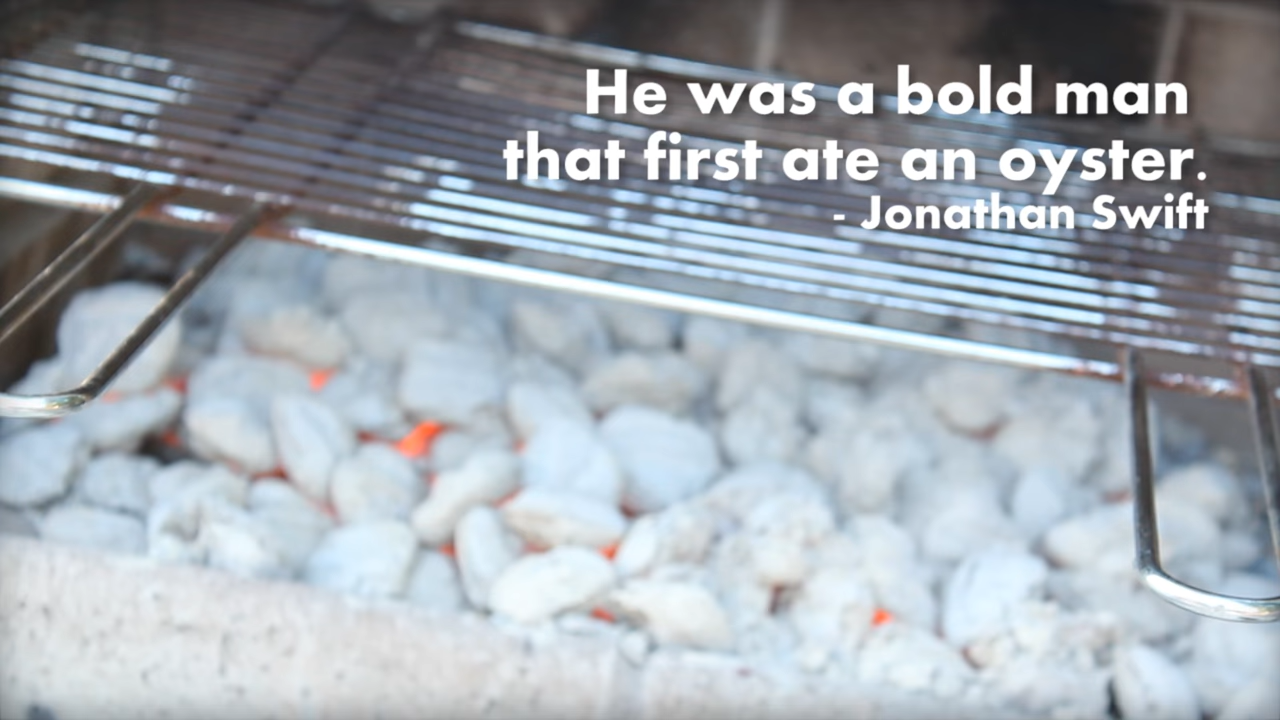 He was a bold man
that first ate an oyster.
- Jonathan Swift